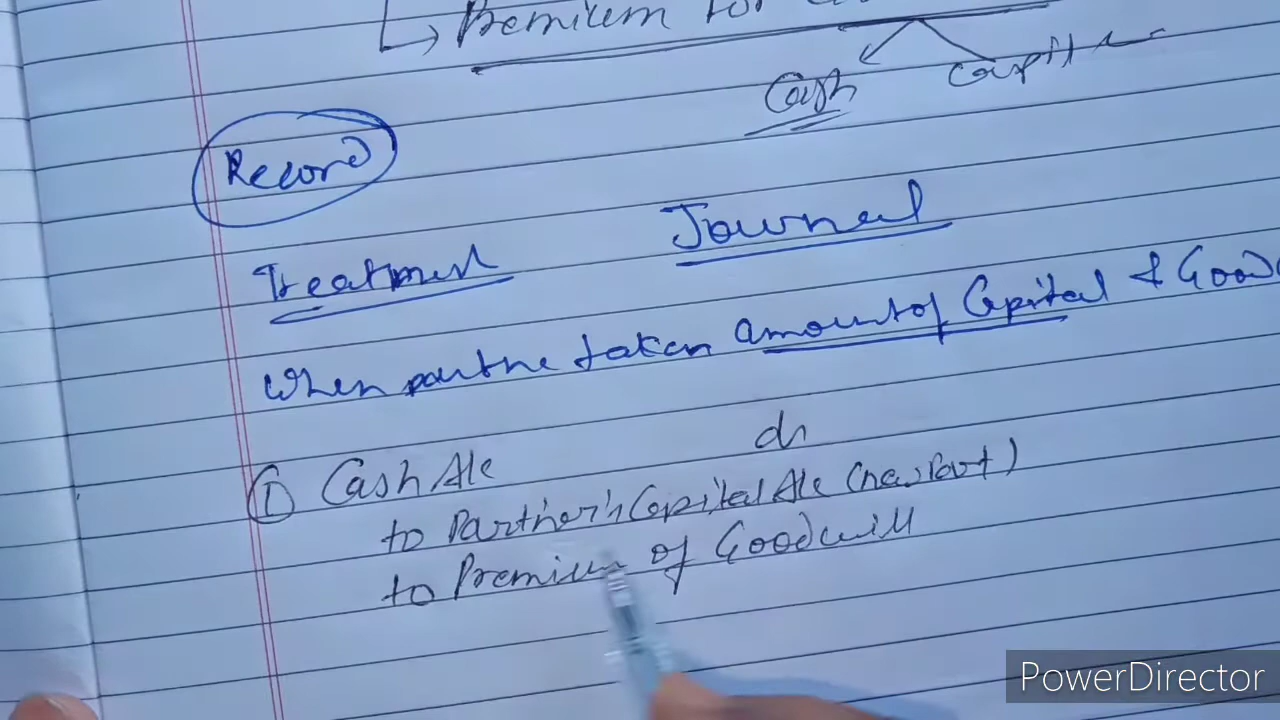 → Premium for
Cash Capital
Record
Treatment Journal
When partne taken amount of Capital & Good
① Cash A/c dr
to Partner's Capital A/c (new part)
to Premium of Goodwill
PowerDirector